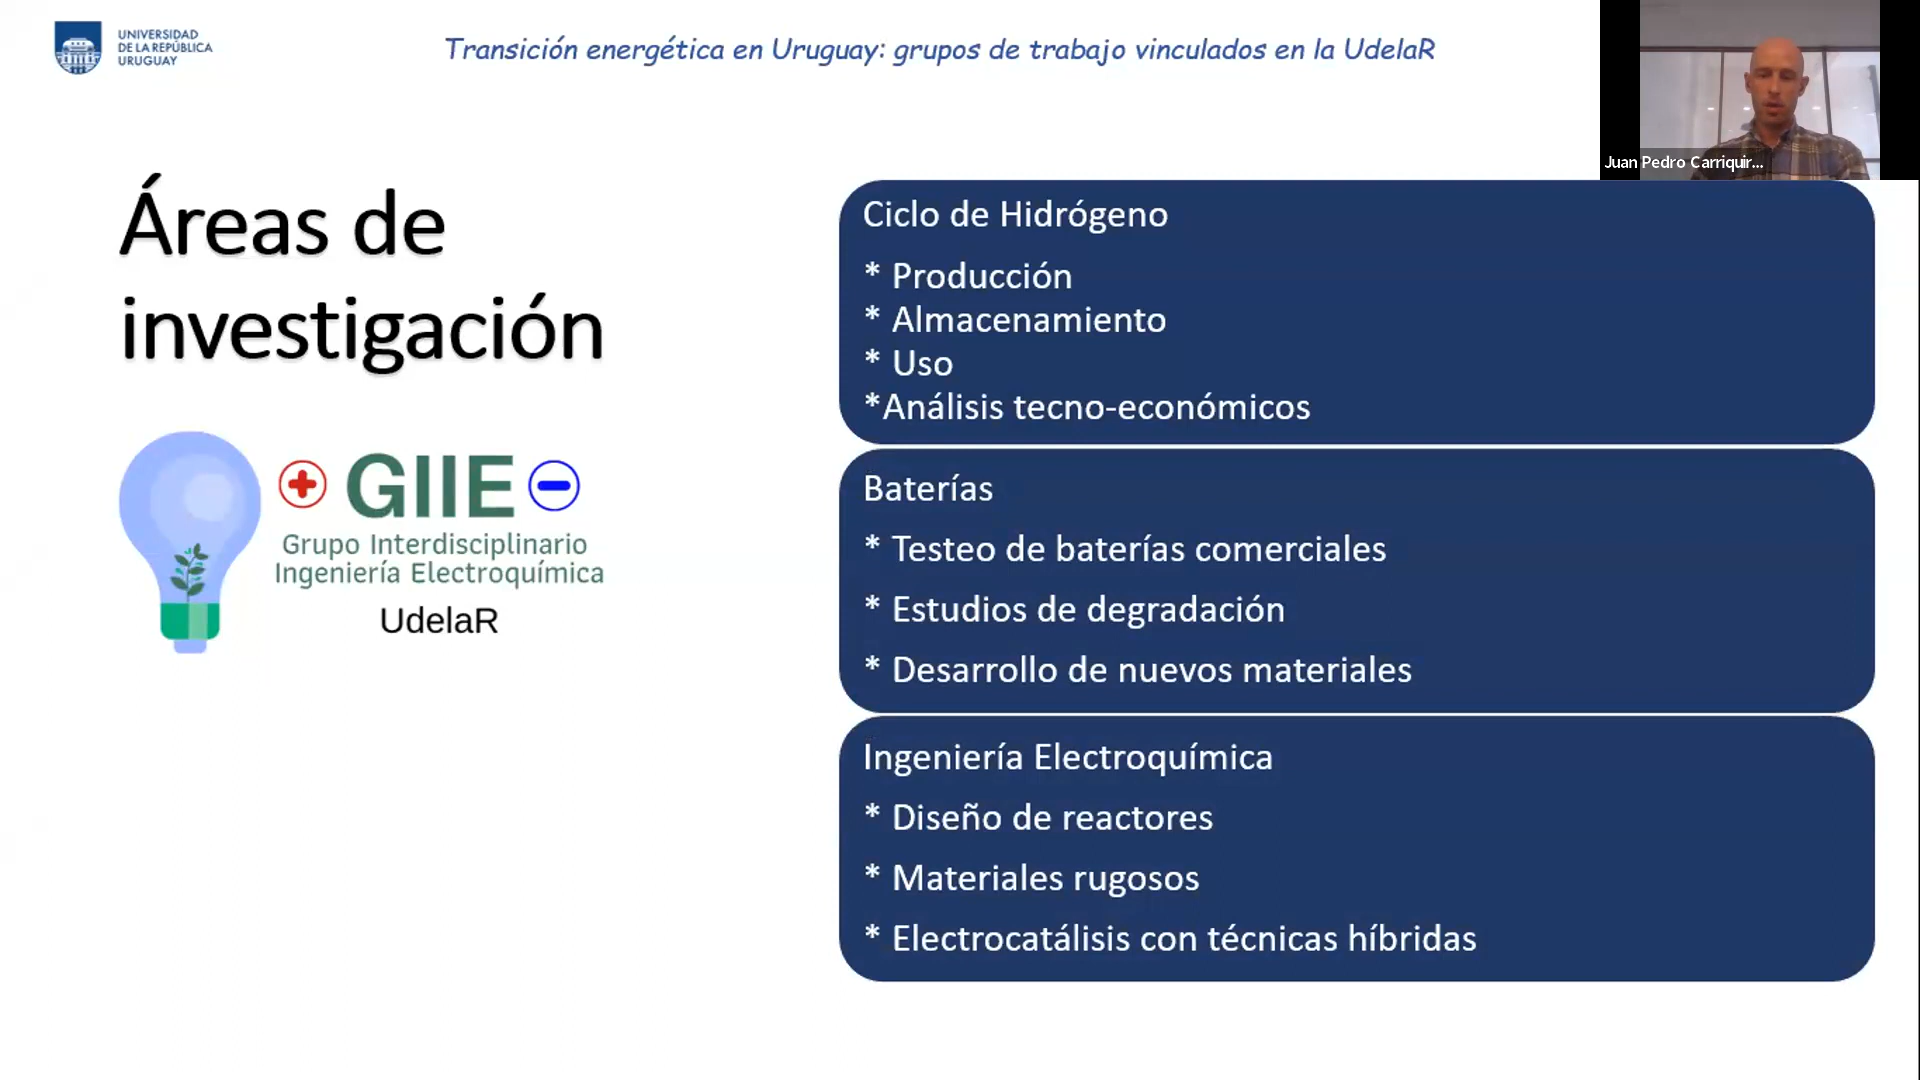 UNIVERSIDAD
DE LA REPÚBLICA
URUGUAY
Transición energética en Uruguay: grupos de trabajo vinculados en la UdelaR
Juan Pedro Carriquir...
Áreas de
investigación
GIIE
Grupo Interdisciplinario
Ingeniería Electroquímica
UdelaR
Ciclo de Hidrógeno
* Producción
* Almacenamiento
* Uso
*Análisis tecno-económicos
Baterías
* Testeo de baterías comerciales
* Estudios de degradación
* Desarrollo de nuevos materiales
Ingeniería Electroquímica
* Diseño de reactores
* Materiales rugosos
* Electrocatálisis con técnicas híbridas